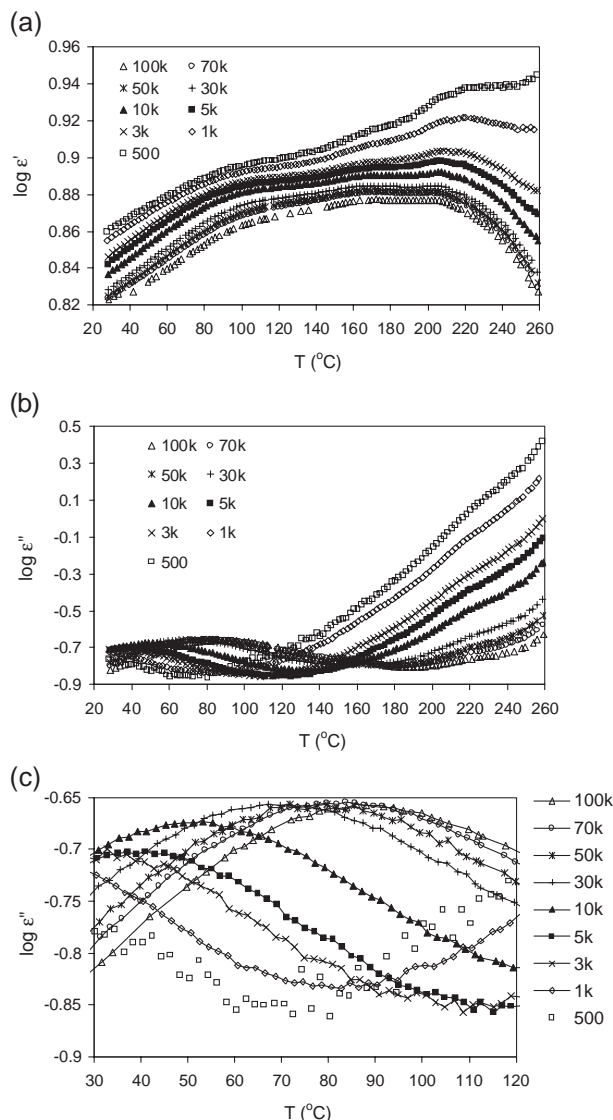 (a)
0.96
0.94
0.92
0.9
0.88
0.86
0.84
0.82
log ε'
100k 70k
50k 30k
10k 5k
3k 1k
500
20 40 60 80 100 120 140 160 180 200 220 240 260
T (°C)
(b)
0.5
0.3
0.1
-0.1
-0.3
-0.5
-0.7
-0.9
log ε"
100k 70k
50k 30k
10k 5k
3k 1k
500
20 40 60 80 100 120 140 160 180 200 220 240 260
T (°C)
(c)
-0.65
-0.7
-0.75
-0.8
-0.85
-0.9
log ε"
30 40 50 60 70 80 90 100 110 120
T (°C)
100k
70k
50k
30k
10k
5k
3k
1k
500